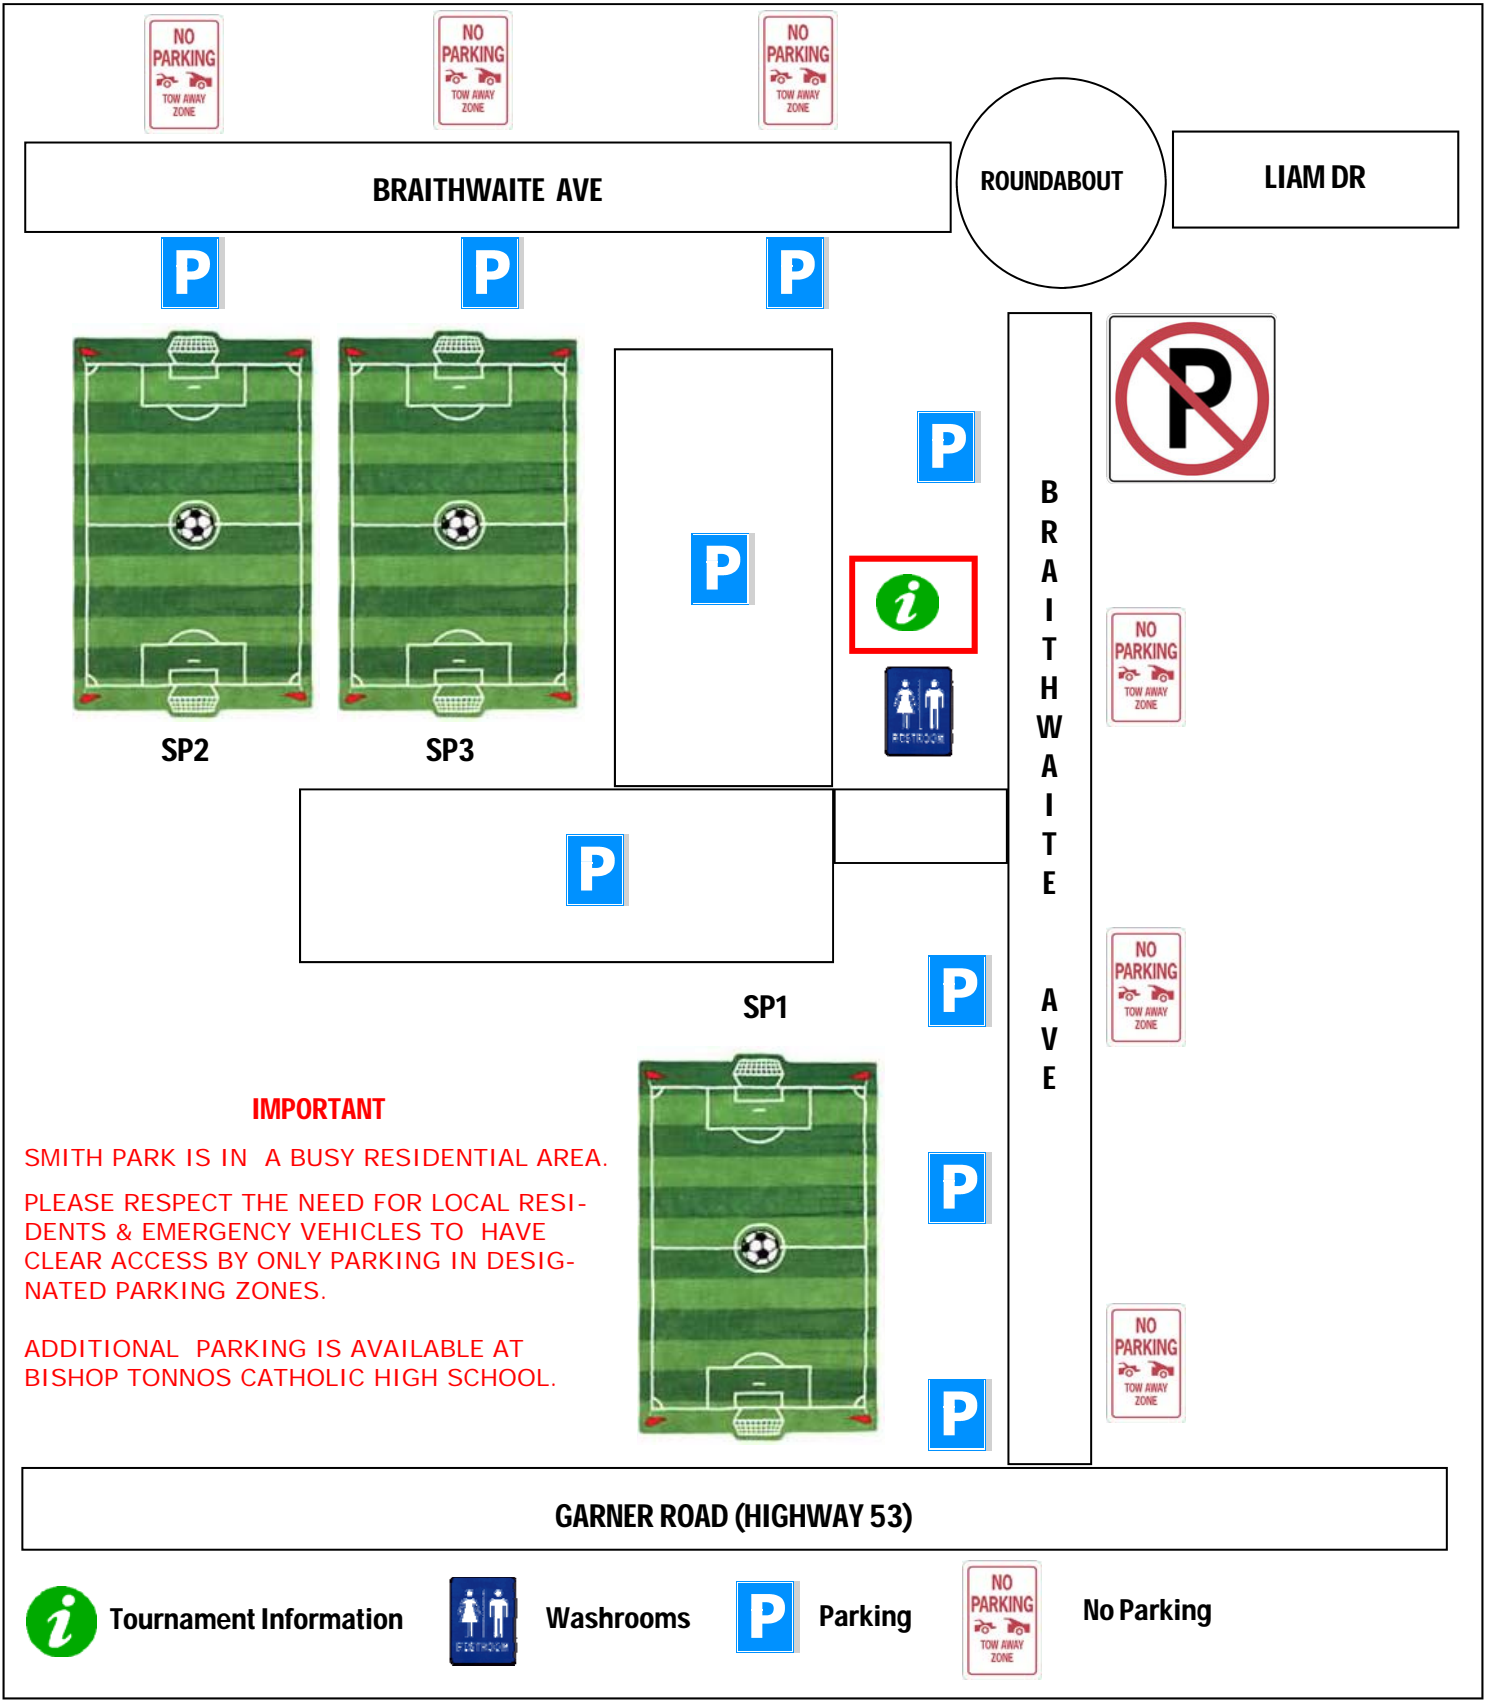 NO
PARKING
TOW AWAY
ZONE
NO
PARKING
TOW AWAY
ZONE
NO
PARKING
TOW AWAY
ZONE
BRAITHWAITE AVE
ROUNDABOUT
LIAM DR
P
P
P
P
P
P
i
RESTROOM
BRAITHWAITE AVE
NO
PARKING
TOW AWAY
ZONE
SP2
SP3
P
P
NO
PARKING
TOW AWAY
ZONE
SP1
IMPORTANT
SMITH PARK IS IN A BUSY RESIDENTIAL AREA.
PLEASE RESPECT THE NEED FOR LOCAL RESI-
DENTS & EMERGENCY VEHICLES TO HAVE
CLEAR ACCESS BY ONLY PARKING IN DESIG-
NATED PARKING ZONES.
ADDITIONAL PARKING IS AVAILABLE AT
BISHOP TONNOS CATHOLIC HIGH SCHOOL.
P
P
NO
PARKING
TOW AWAY
ZONE
GARNER ROAD (HIGHWAY 53)
i
Tournament Information
RESTROOM
Washrooms
P
Parking
NO
PARKING
TOW AWAY
ZONE
No Parking